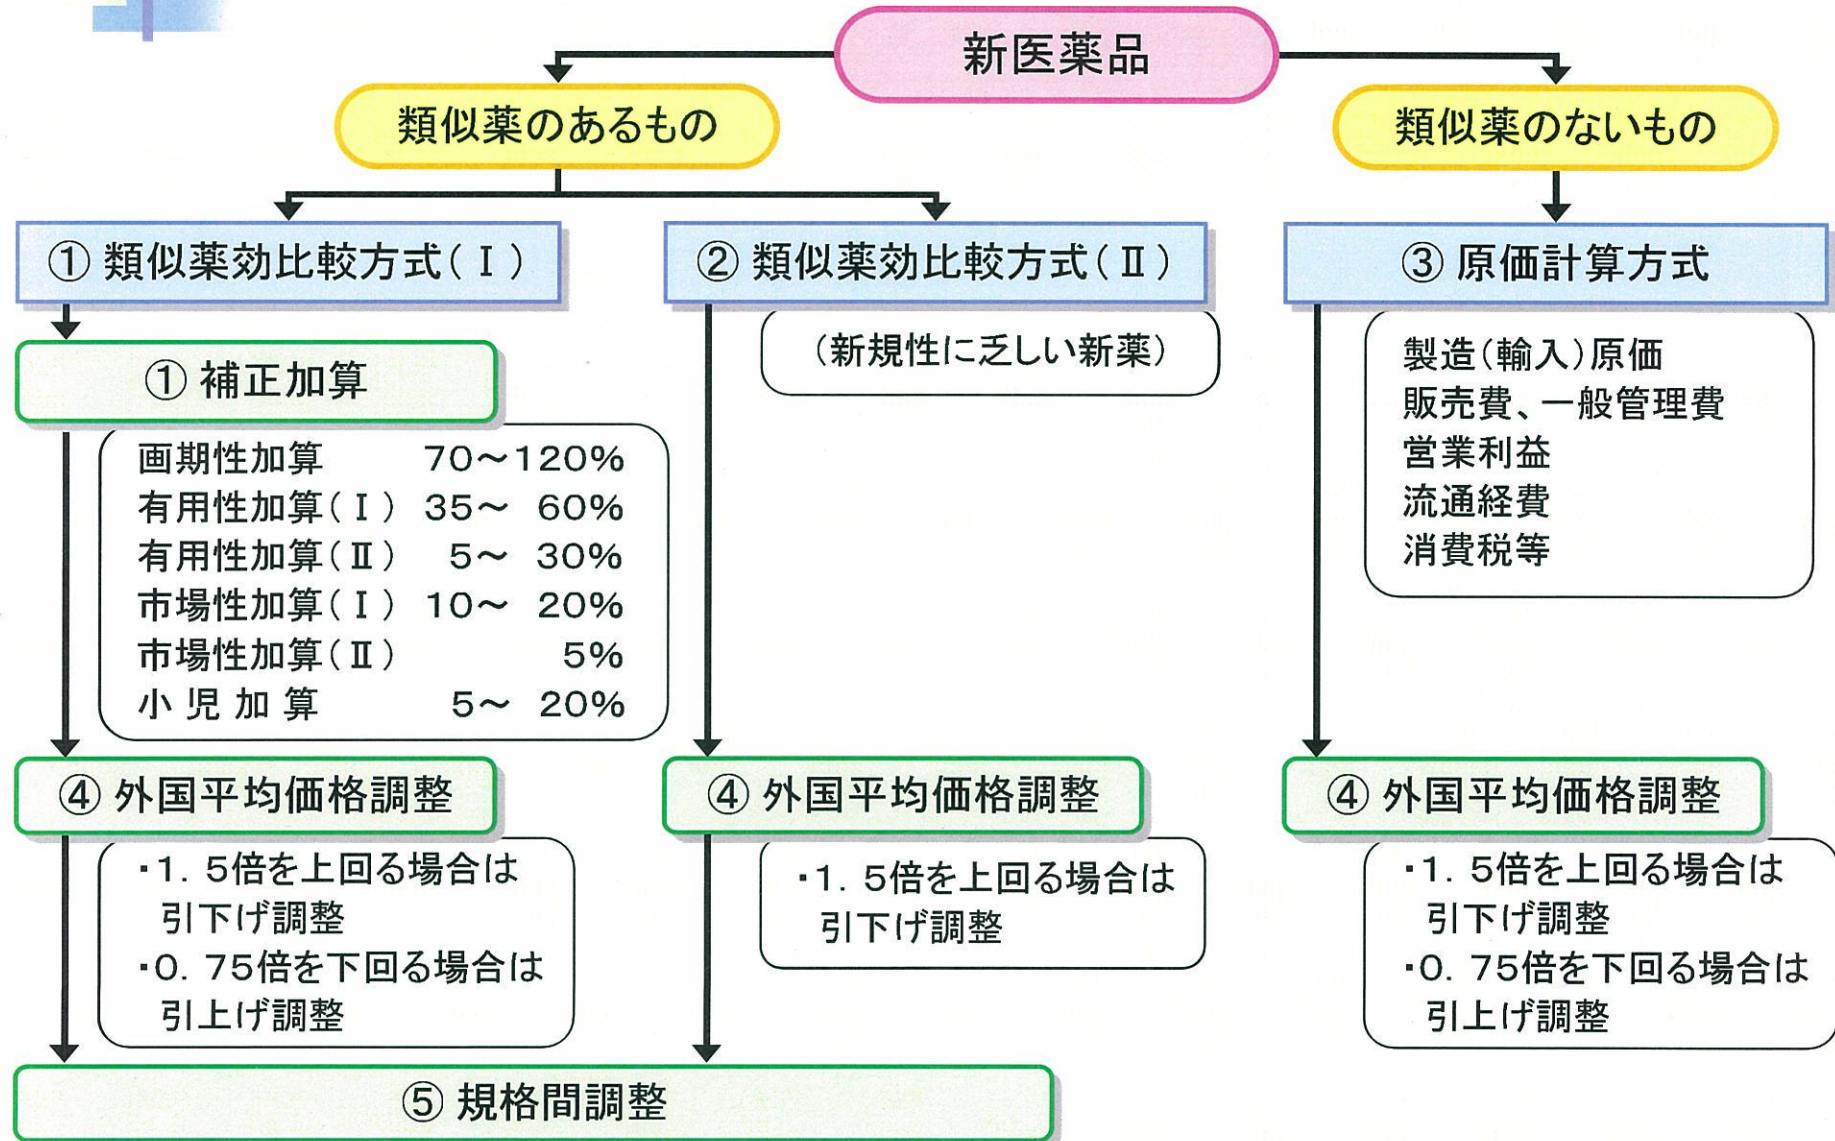 新医薬品
類似薬のあるもの
類似薬のないもの
① 類似薬効比較方式(Ⅰ)
② 類似薬効比較方式(Ⅱ)
③ 原価計算方式
① 補正加算
(新規性に乏しい新薬)
製造(輸入)原価
販売費、一般管理費
営業利益
流通経費
消費税等
画期性加算 70～120%
有用性加算(Ⅰ) 35～ 60%
有用性加算(Ⅱ) 5～ 30%
市場性加算(Ⅰ) 10～ 20%
市場性加算(Ⅱ) 5%
小 児 加 算 5～ 20%
④ 外国平均価格調整
④ 外国平均価格調整
④ 外国平均価格調整
・1. 5倍を上回る場合は
引下げ調整
・0. 75倍を下回る場合は
引上げ調整
・1. 5倍を上回る場合は
引下げ調整
・1. 5倍を上回る場合は
引下げ調整
・0. 75倍を下回る場合は
引上げ調整
⑤ 規格間調整